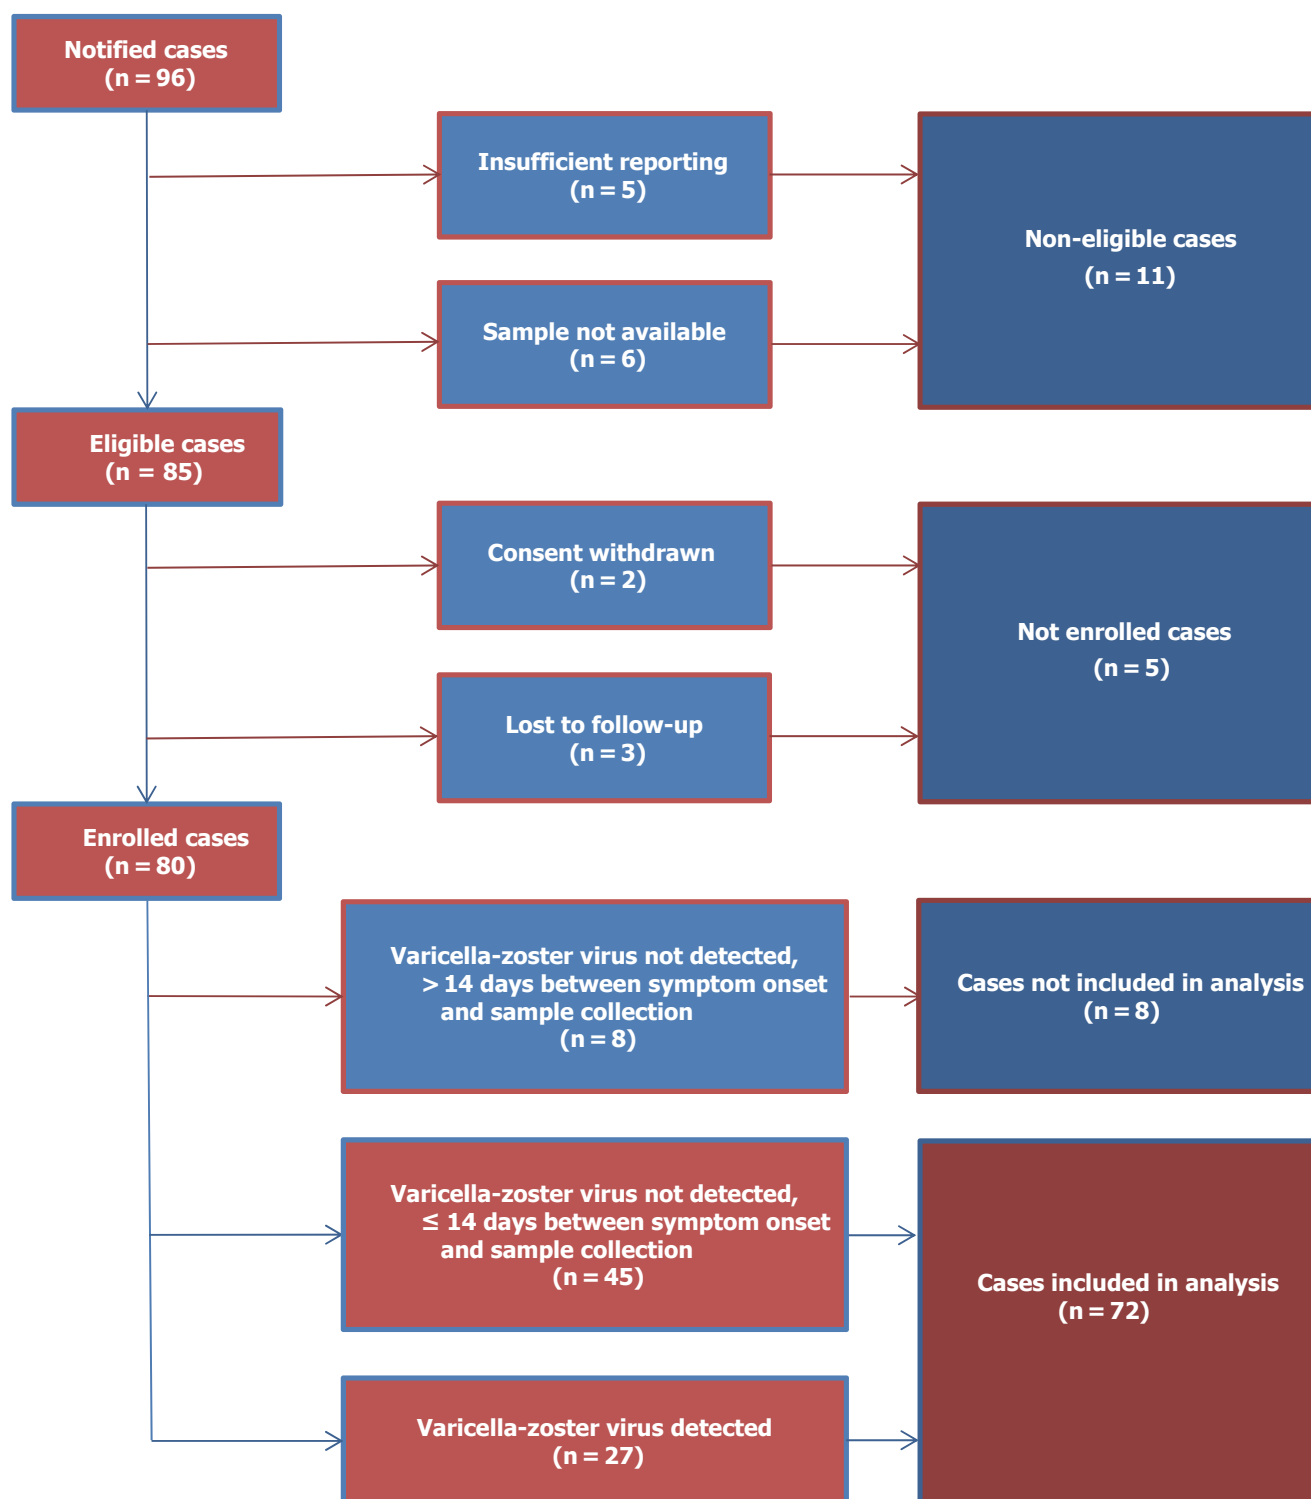 Notified cases
(n = 96)
Insufficient reporting
(n = 5)
Non-eligible cases
(n = 11)
Sample not available
(n = 6)
Eligible cases
(n = 85)
Consent withdrawn
(n = 2)
Not enrolled cases
(n = 5)
Lost to follow-up
(n = 3)
Enrolled cases
(n = 80)
Varicella-zoster virus not detected,
> 14 days between symptom onset
and sample collection
(n = 8)
Cases not included in analysis
(n = 8)
Varicella-zoster virus not detected,
≤ 14 days between symptom onset
and sample collection
(n = 45)
Cases included in analysis
(n = 72)
Varicella-zoster virus detected
(n = 27)